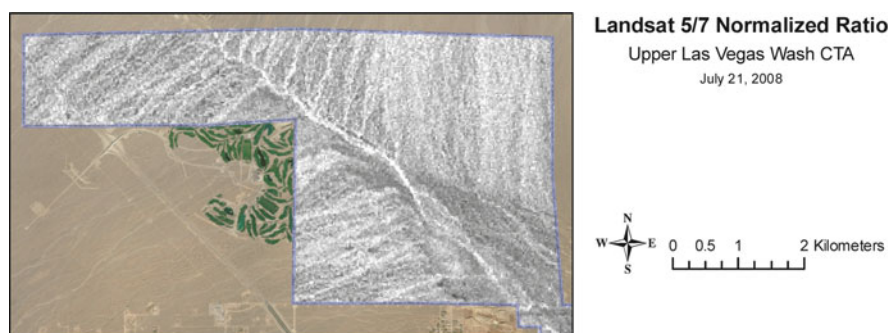 Landsat 5/7 Normalized Ratio
Upper Las Vegas Wash CTA
July 21, 2008
N
W E
S
0 0.5 1 2 Kilometers